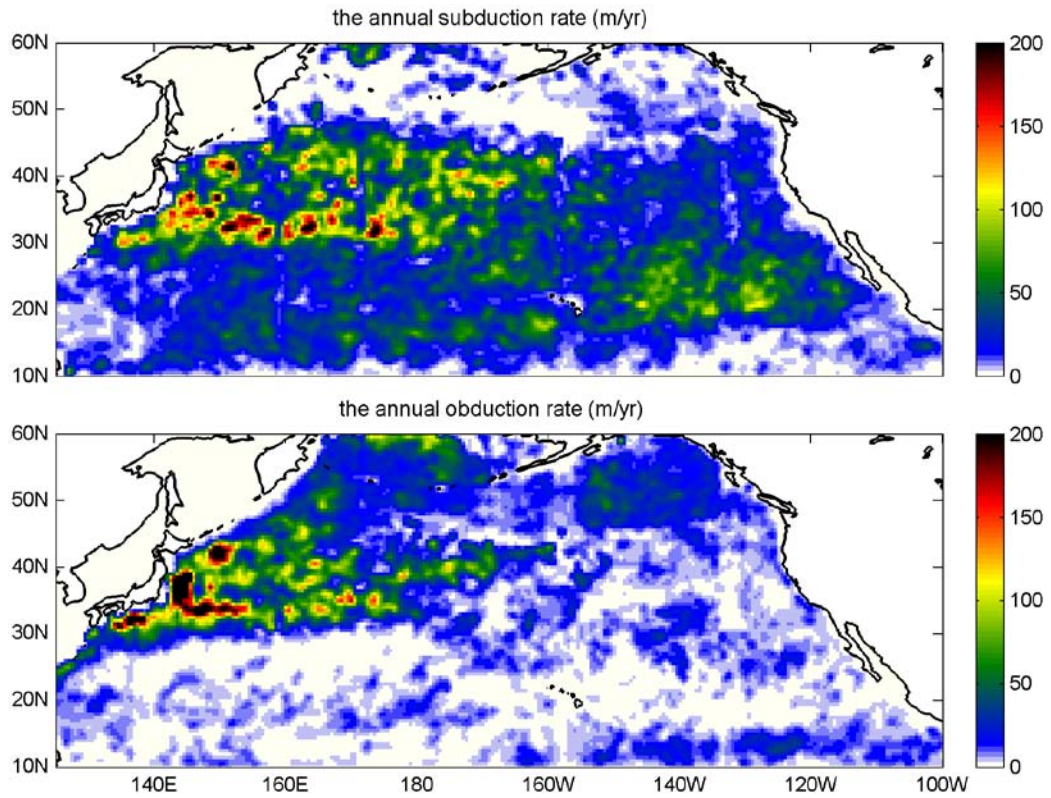 the annual subduction rate (m/yr)
60N
50N
40N
30N
20N
10N
200
150
100
50
0
the annual obduction rate (m/yr)
60N
50N
40N
30N
20N
10N
200
150
100
50
0
140E 160E 180 160W 140W 120W 100W